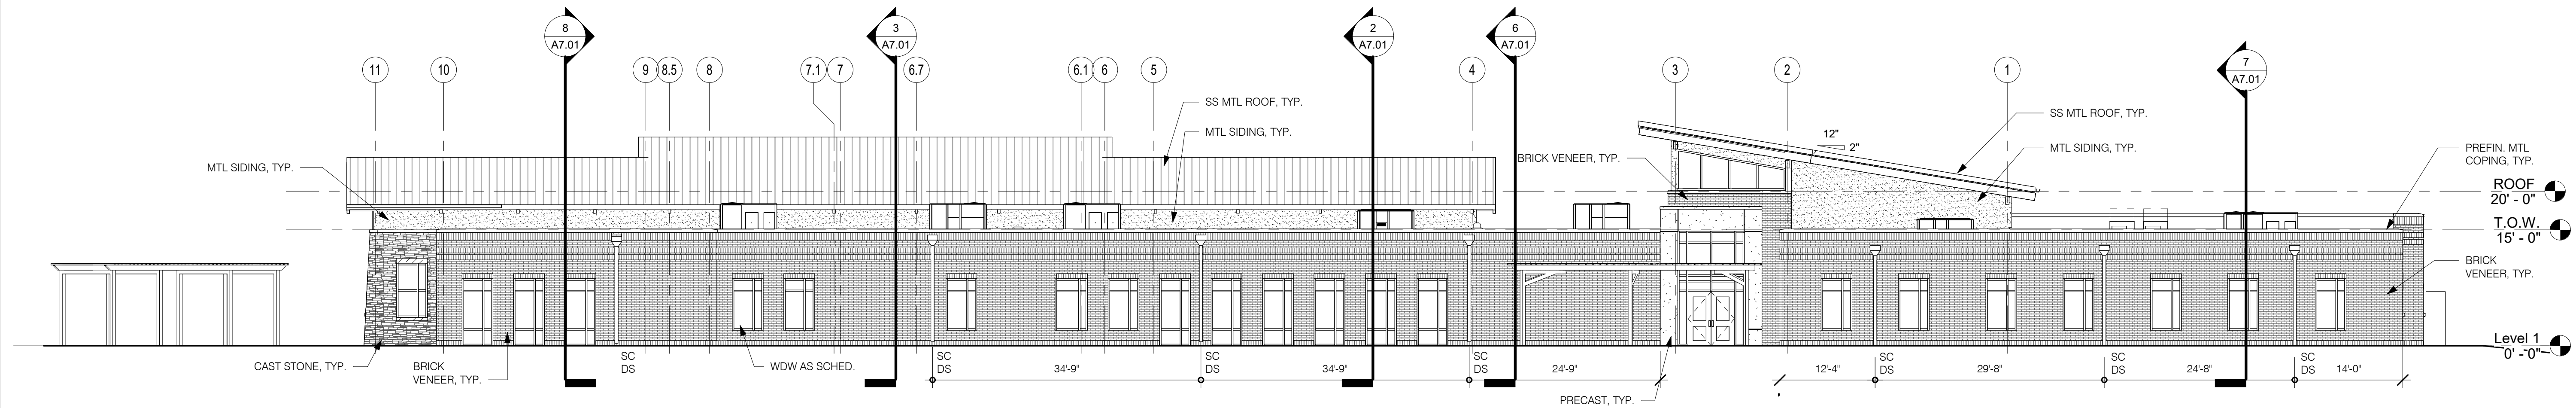 8
A7.01
3
A7.01
2
A7.01
6
A7.01
7
A7.01
11
10
9
8.5
8
7.1
7
6.7
6.1
6
5
4
3
2
1
SS MTL ROOF, TYP.
MTL SIDING, TYP.
MTL SIDING, TYP.
BRICK VENEER, TYP.
12"
2"
SS MTL ROOF, TYP.
MTL SIDING, TYP.
PREFIN. MTL
COPING, TYP.
ROOF
20' - 0"
T.O.W.
15' - 0"
BRICK
VENEER, TYP.
Level 1
0' - 0"
CAST STONE, TYP.
BRICK
VENEER, TYP.
SC
DS
WDW AS SCHED.
SC
DS
34'-9"
SC
DS
34'-9"
SC
DS
24'-9"
PRECAST, TYP.
12'-4"
SC
DS
29'-8"
SC
DS
24'-8"
SC
DS
14'-0"